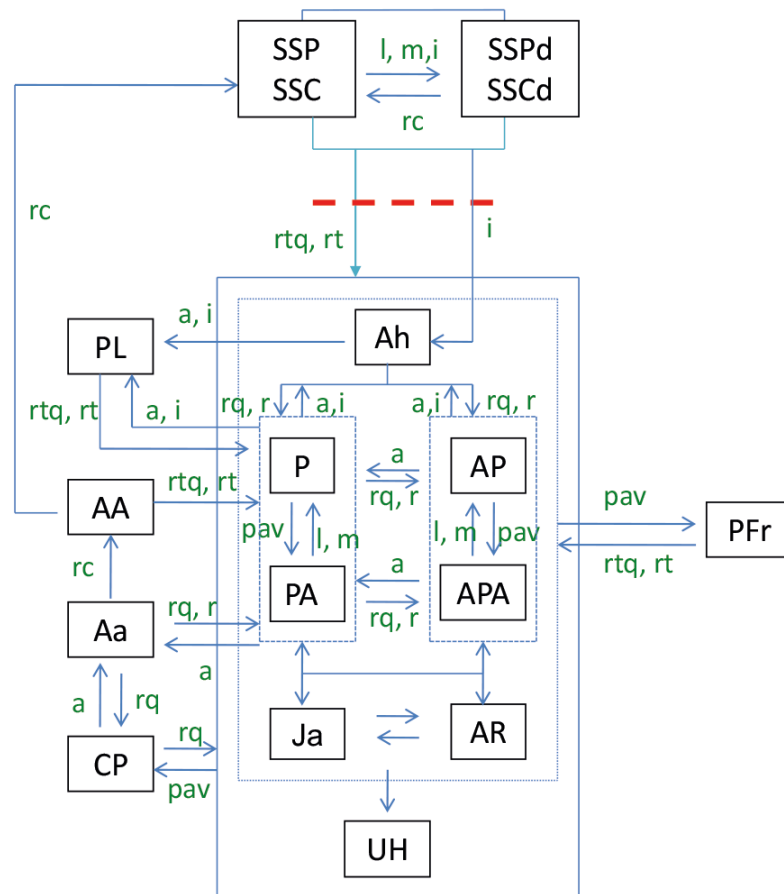 SSP
SSC
l, m,i
rc
SSPd
SSCd
rc
rtq, rt
i
a, i
Ah
PL
rtq, rt
a, i
rq, r
a,i
a,i
rq, r
P
a
rq, r
AP
AA
rtq, rt
pav
l, m
l, m
pav
pav
PFr
rtq, rt
rc
PA
a
rq, r
APA
Aa
rq, r
a
a
rq
CP
rq
pav
Ja
AR
UH